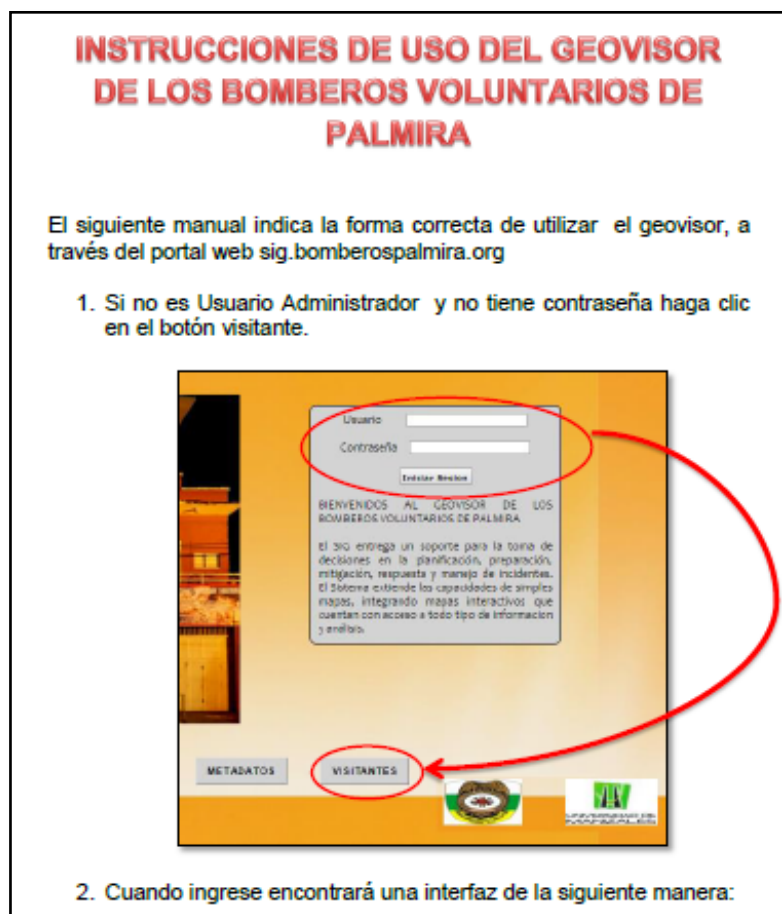 INSTRUCCIONES DE USO DEL GEOVISOR
DE LOS BOMBEROS VOLUNTARIOS DE
PALMIRA
El siguiente manual indica la forma correcta de utilizar el geovisor, a
través del portal web sig.bomberospalmira.org
1. Si no es Usuario Administrador y no tiene contraseña haga clic
en el botón visitante.
Usuario
Contraseña
Iniciar Sesion
BIENVENIDOS AL GEOVISOR DE LOS
BOMBEROS VOLUNTARIOS DE PALMIRA
El SIG entrega un soporte para la toma de
decisiones en la planificación, preparación,
mitigación, respuesta y manejo de incidentes.
El Sistema extiende las capacidades de simples
mapas, integrando mapas interactivos que
cuentan con acceso a todo tipo de informacion
y análisis.
METADATOS
VISITANTES
UNIVERSIDAD DE
MANIZALES
2. Cuando ingrese encontrará una interfaz de la siguiente manera: